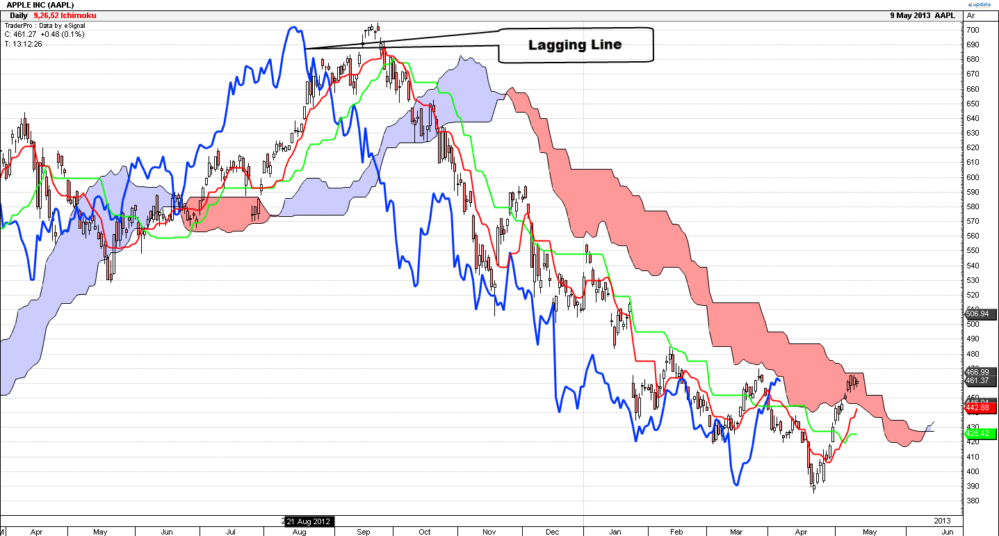 APPLE INC (AAPL)
updata
Daily 9,26,52 Ichimoku
9 May 2013 AAPL
Ar
TraderPro : Data by eSignal
C: 461.27 +0.48 (0.1%)
T: 13:12:26
Lagging Line
700
690
680
670
660
650
640
630
620
610
600
590
580
570
560
550
540
530
520
506.94
500
490
480
466.99
461.37
450
442.88
430
425.42
420
410
400
390
380
21 Aug 2012
2013
Apr
May
Jun
Jul
Aug
Sep
Oct
Nov
Dec
Jan
Feb
Mar
Apr
May
Jun